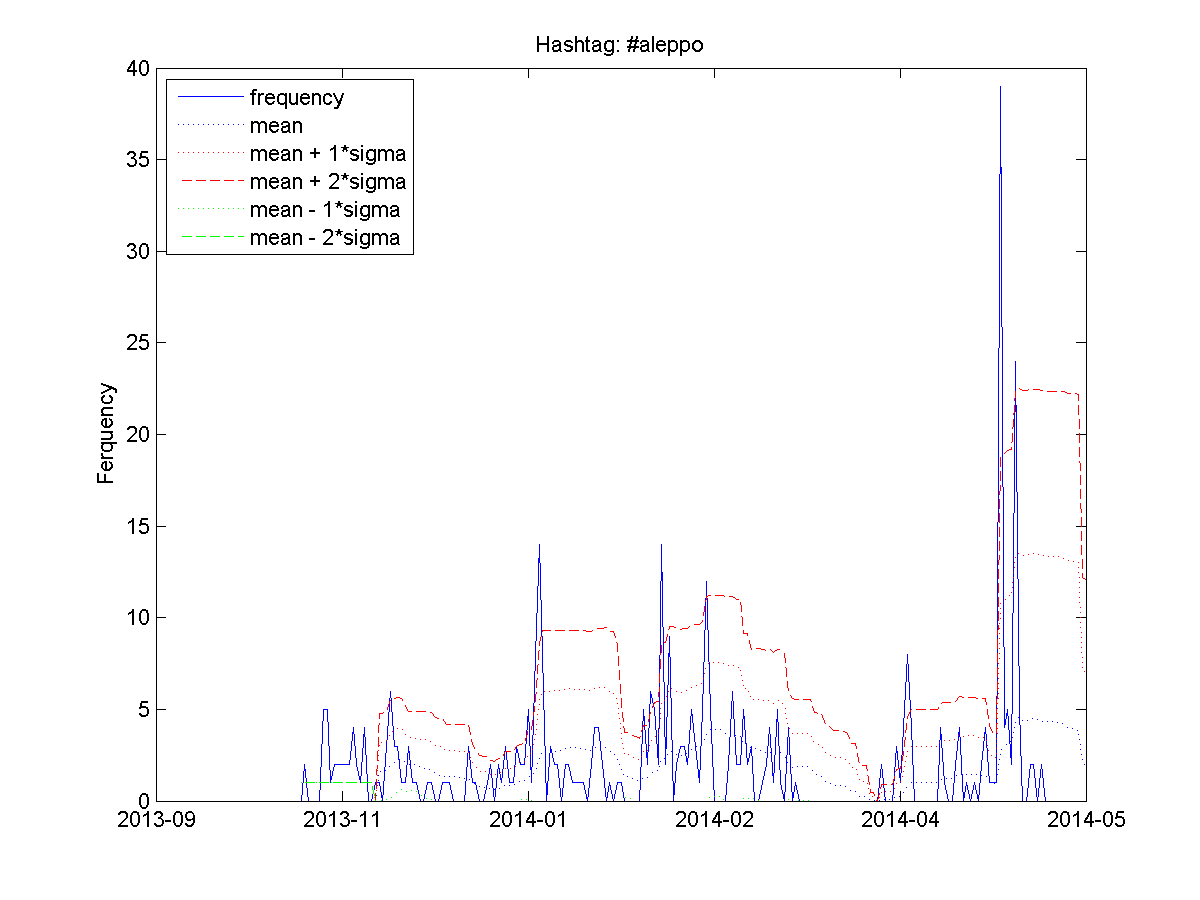 Hashtag: #aleppo
40
35
30
25
20
15
10
5
0
Ferquency
frequency
mean
mean + 1*sigma
mean + 2*sigma
mean - 1*sigma
mean - 2*sigma
2013-09 2013-11 2014-01 2014-02 2014-04 2014-05